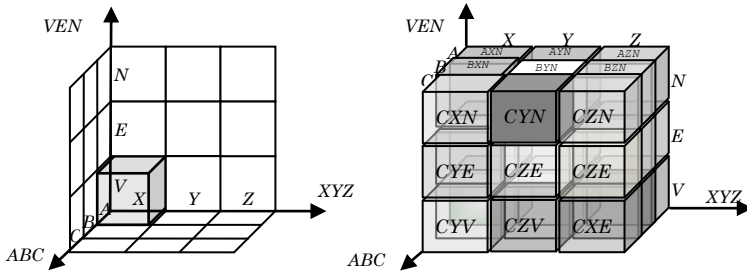 VEN
N
E
V
A
X
Y
Z
XYZ
B
C
ABC
VEN
X
Y
Z
A
AXN
AYN
AZN
B
BXN
BYN
BZN
C
N
CXN
CYN
CZN
E
CYE
CZE
CZE
V
XYZ
CYV
CZV
CXE
ABC